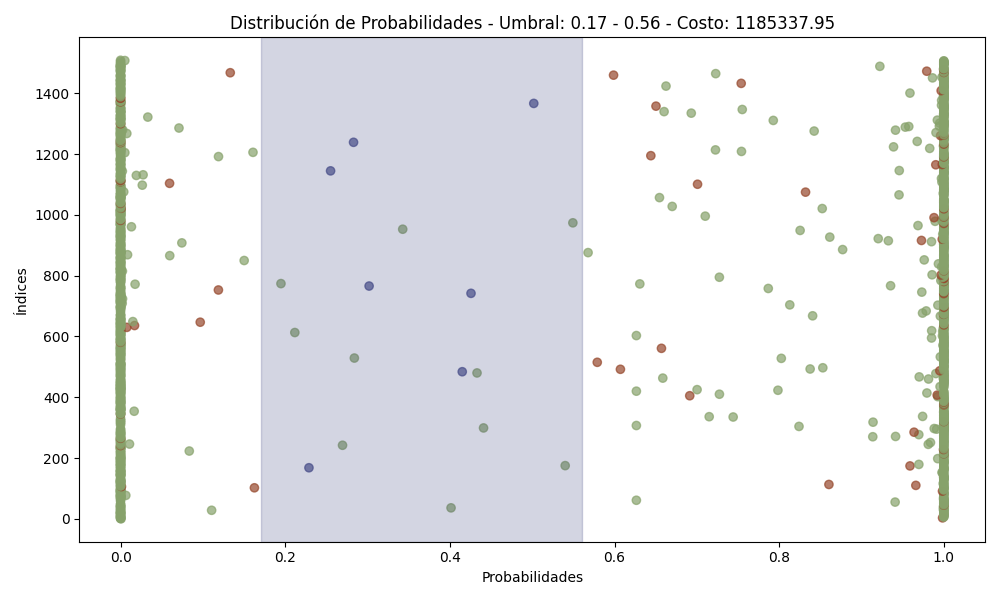 Distribución de Probabilidades - Umbral: 0.17 - 0.56 - Costo: 1185337.95
Índices
1400
1200
1000
800
600
400
200
0
0.0 0.2 0.4 0.6 0.8 1.0
Probabilidades